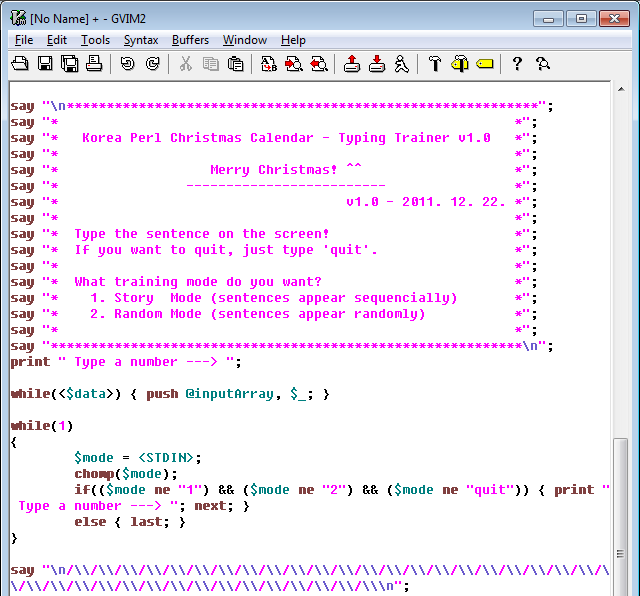 [No Name] + - GVIM2
File Edit Tools Syntax Buffers Window Help
say "\n***********************************************************";
say "*                                                         *";
say "*   Korea Perl Christmas Calendar - Typing Trainer v1.0   *";
say "*                                                         *";
say "*                   Merry Christmas! ^^                   *";
say "*                -------------------------                *";
say "*                                    v1.0 - 2011. 12. 22. *";
say "*                                                         *";
say "*  Type the sentence on the screen!                       *";
say "*  If you want to quit, just type 'quit'.                 *";
say "*                                                         *";
say "*  What training mode do you want?                        *";
say "*    1. Story  Mode (sentences appear sequencially)       *";
say "*    2. Random Mode (sentences appear randomly)           *";
say "*                                                         *";
say "***********************************************************\n";
print " Type a number ---> ";
while(<$data>) { push @inputArray, $_; }
while(1)
{
        $mode = <STDIN>;
        chomp($mode);
        if(($mode ne "1") && ($mode ne "2") && ($mode ne "quit")) { print "
 Type a number ---> "; next; }
        else { last; }
}
say "\n/\\/\\/\\/\\/\\/\\/\\/\\/\\/\\/\\/\\/\\/\\/\\/\\/\\/\\/\\/\\/\\/\\/\
\/\\/\\/\\/\\/\\/\\/\\/\\/\\/\\/\\/\\/\\/\\/\\\n";